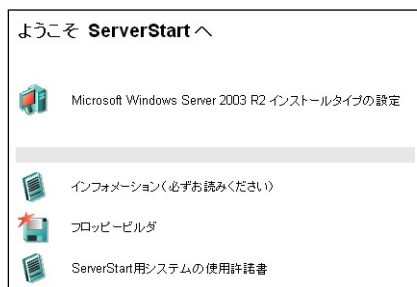 ようこそ ServerStart へ
Microsoft Windows Server 2003 R2 インストールタイプの設定
インフォメーション(必ずお読みください)
フロッピービルダ
ServerStart用システムの使用許諾書